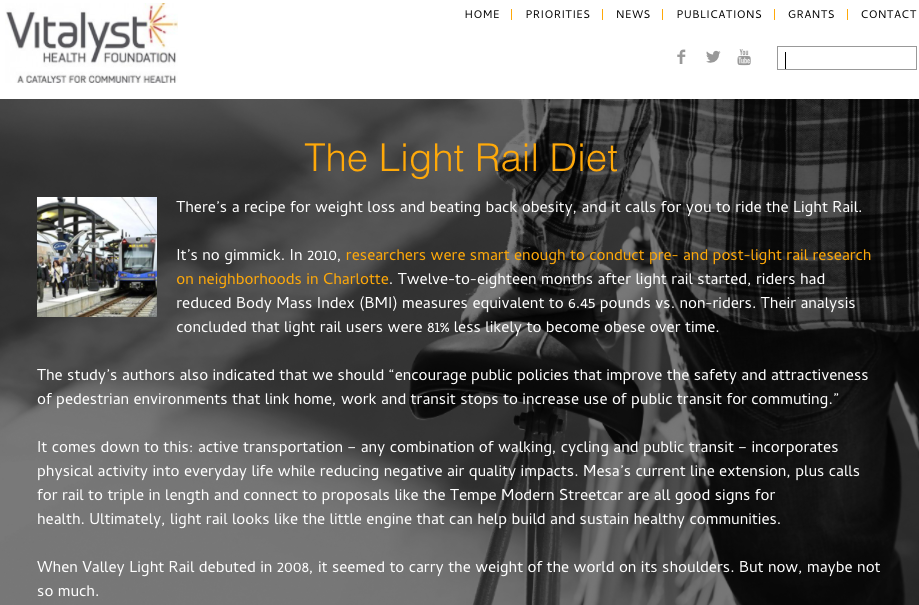 Vitalyst
HEALTH FOUNDATION
A CATALYST FOR COMMUNITY HEALTH
HOME | PRIORITIES | NEWS | PUBLICATIONS | GRANTS | CONTACT
You
Tube
The Light Rail Diet
There's a recipe for weight loss and beating back obesity, and it calls for you to ride the Light Rail.
It's no gimmick. In 2010, researchers were smart enough to conduct pre- and post-light rail research
on neighborhoods in Charlotte. Twelve-to-eighteen months after light rail started, riders had
reduced Body Mass Index (BMI) measures equivalent to 6.45 pounds vs. non-riders. Their analysis
concluded that light rail users were 81% less likely to become obese over time.
The study's authors also indicated that we should “encourage public policies that improve the safety and attractiveness
of pedestrian environments that link home, work and transit stops to increase use of public transit for commuting.”
It comes down to this: active transportation – any combination of walking, cycling and public transit – incorporates
physical activity into everyday life while reducing negative air quality impacts. Mesa's current line extension, plus calls
for rail to triple in length and connect to proposals like the Tempe Modern Streetcar are all good signs for
health. Ultimately, light rail looks like the little engine that can help build and sustain healthy communities.
When Valley Light Rail debuted in 2008, it seemed to carry the weight of the world on its shoulders. But now, maybe not
so much.